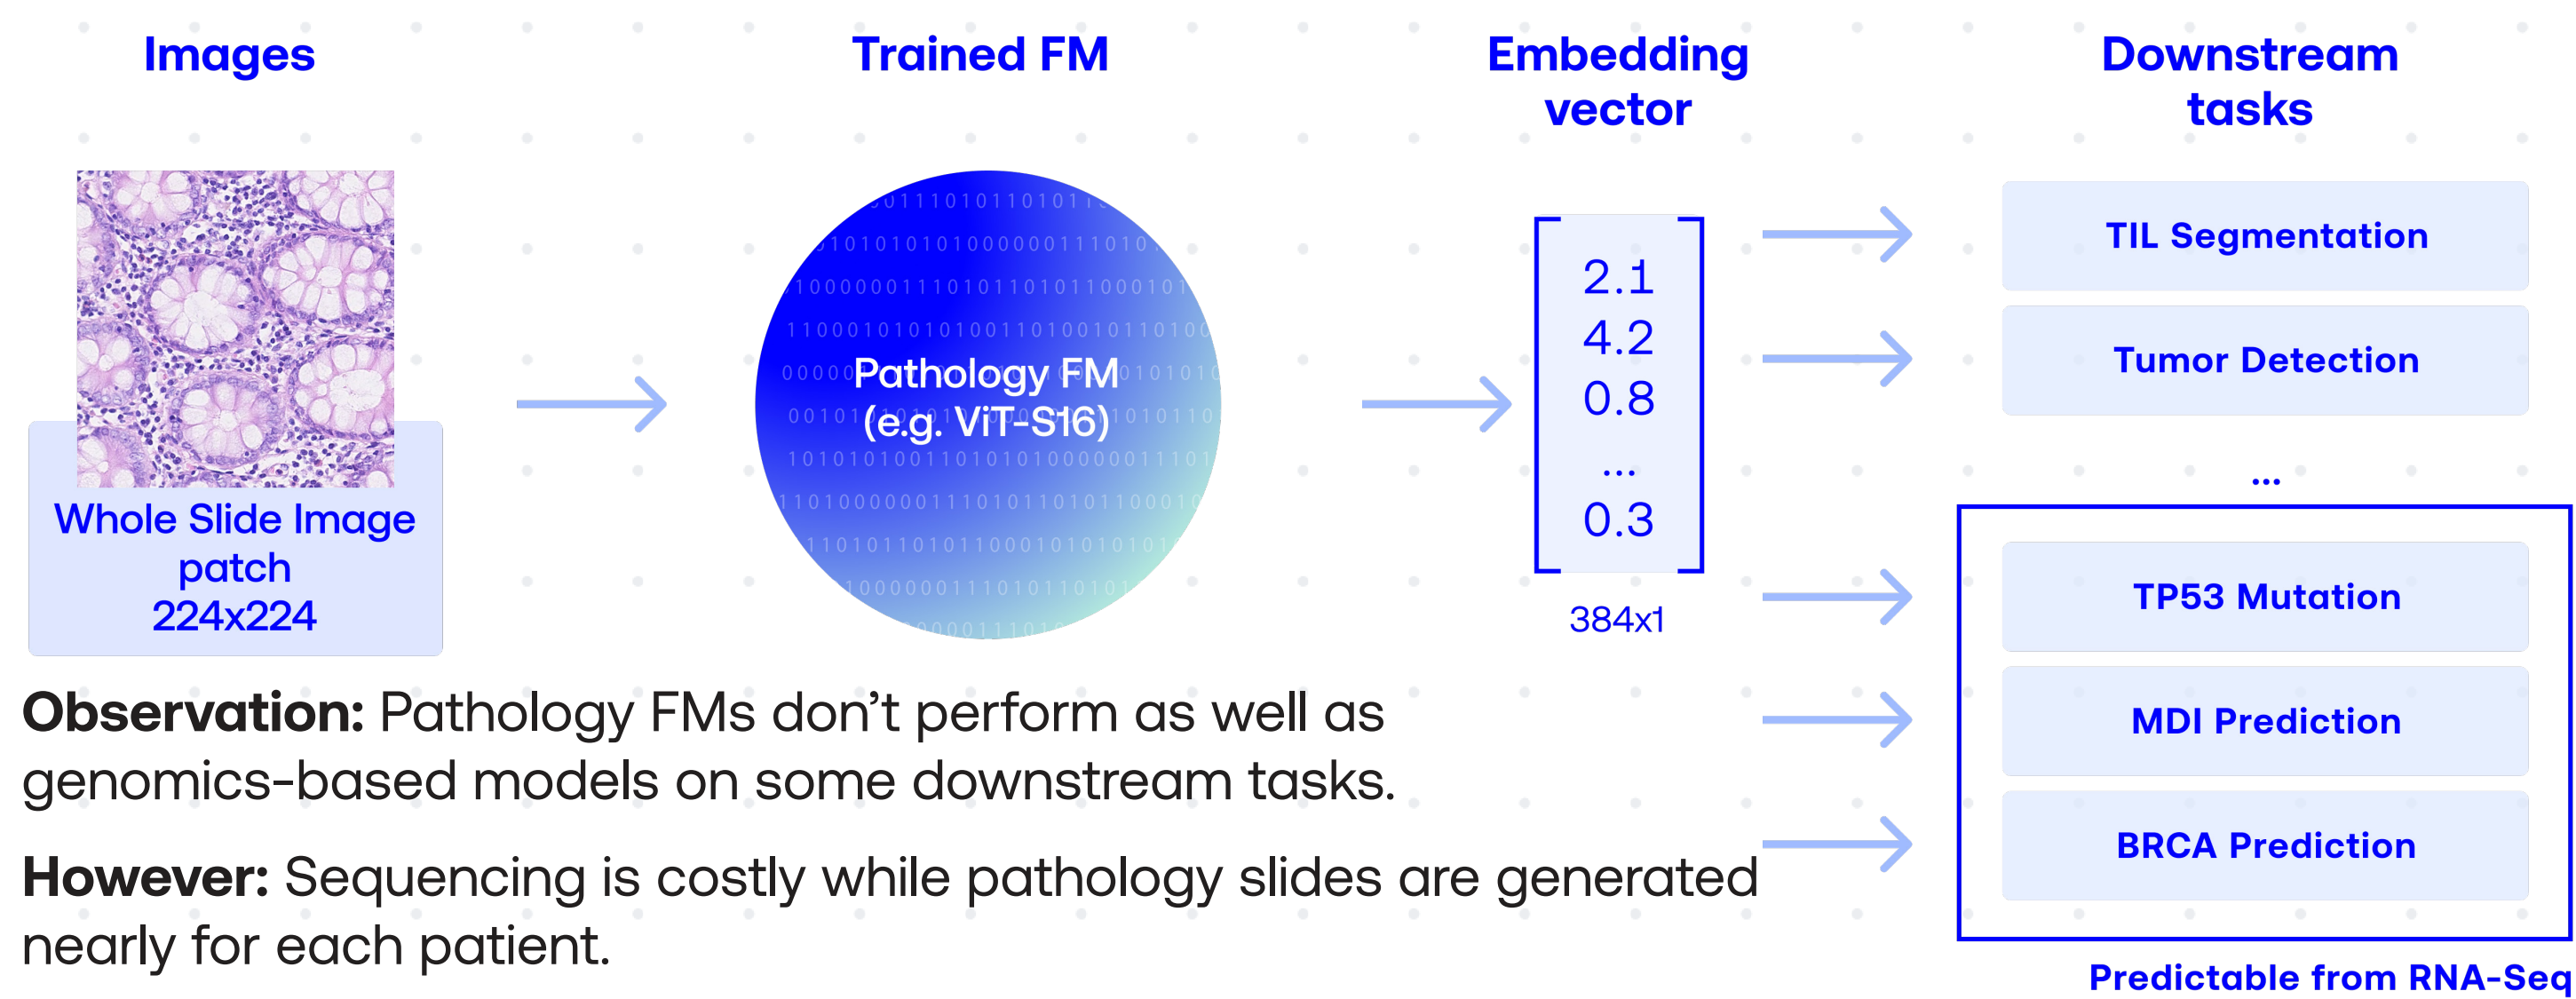 Images
Trained FM
Embedding
vector
Downstream
tasks
Whole Slide Image
patch
224x224
Pathology FM
(e.g. ViT-S16)
2.1
4.2
0.8
...
0.3
384x1
TIL Segmentation
Tumor Detection
...
TP53 Mutation
MDI Prediction
BRCA Prediction
Predictable from RNA-Seq
Observation: Pathology FMs don’t perform as well as
genomics-based models on some downstream tasks.
However: Sequencing is costly while pathology slides are generated
nearly for each patient.